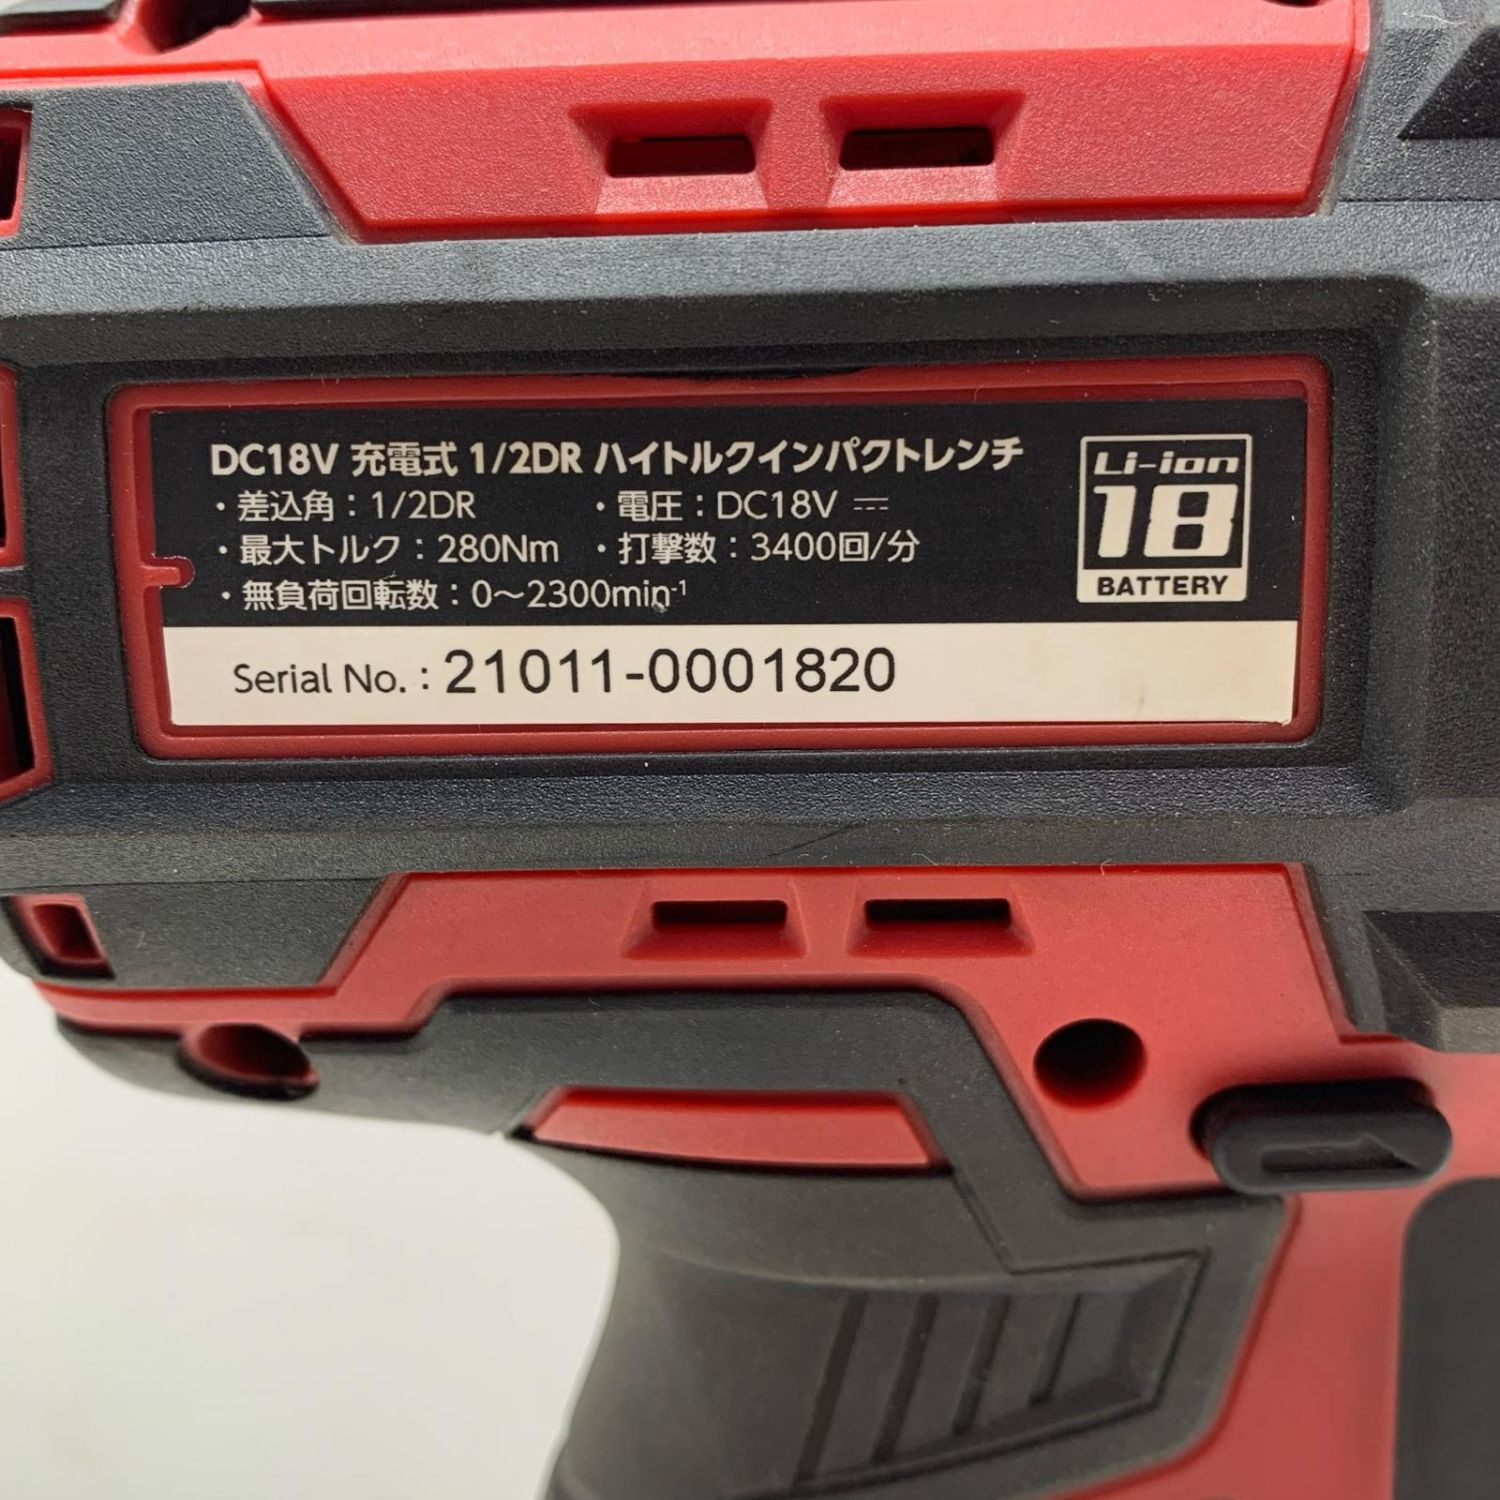 DC18V 充電式 1/2DR ハイトルクインパクトレンチ
・差込角：1/2DR ・電圧：DC18V ⎓
・最大トルク：280Nm ・打撃数：3400回/分
・無負荷回転数：0～2300min⁻¹
Li-ion
18
BATTERY
Serial No.：21011-0001820